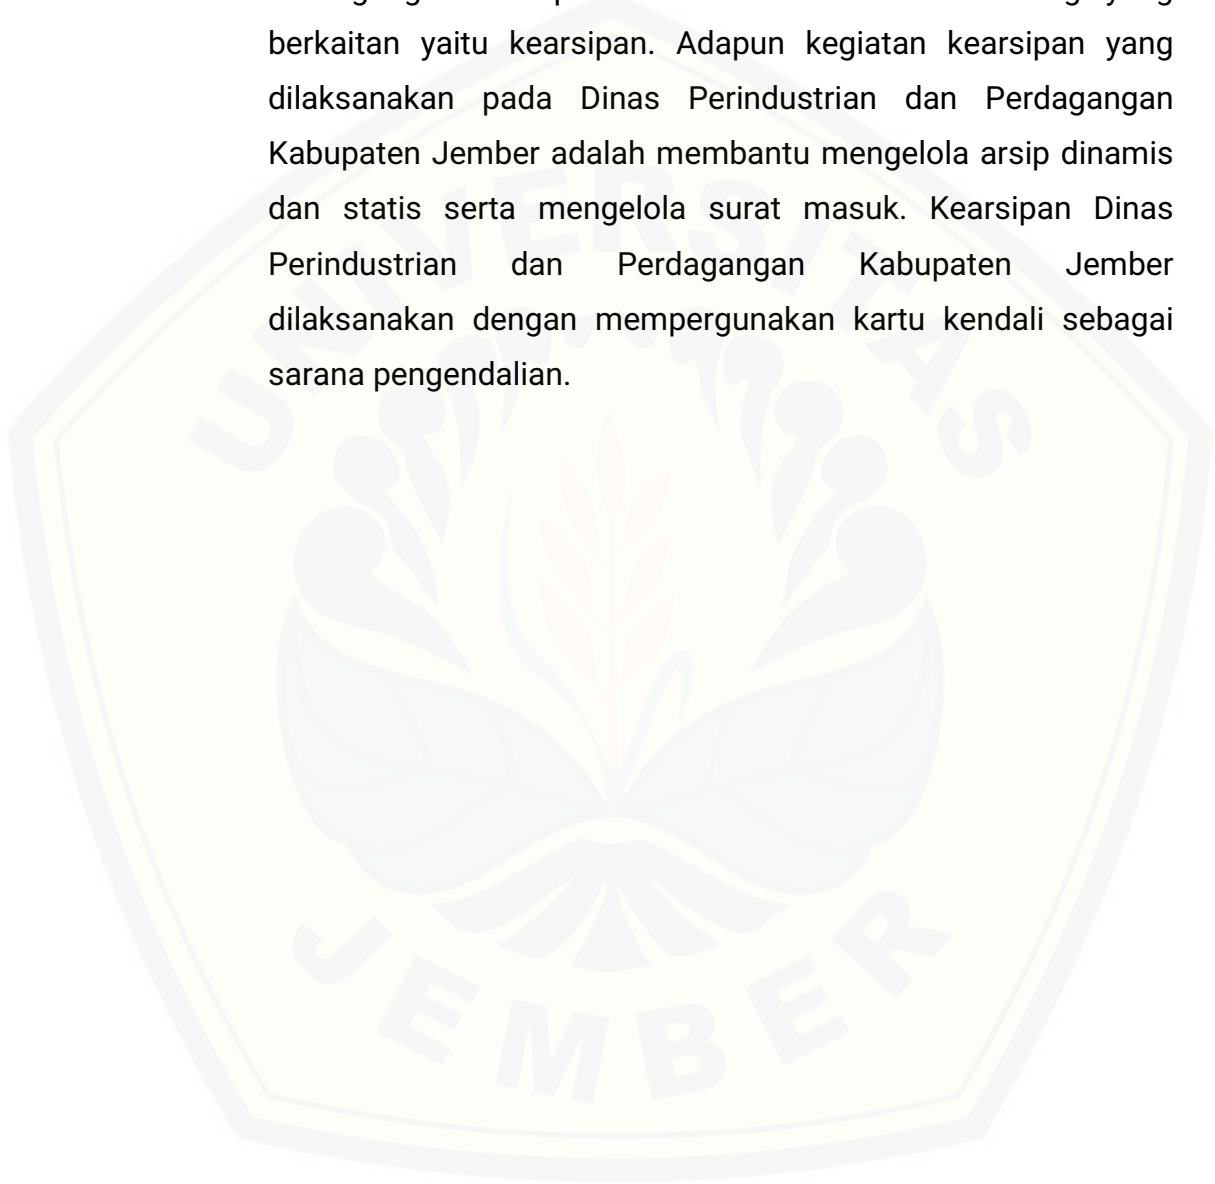 berkaitan yaitu kearsipan. Adapun kegiatan kearsipan yang
dilaksanakan pada Dinas Perindustrian dan Perdagangan
Kabupaten Jember adalah membantu mengelola arsip dinamis
dan statis serta mengelola surat masuk. Kearsipan Dinas
Perindustrian dan Perdagangan Kabupaten Jember
dilaksanakan dengan mempergunakan kartu kendali sebagai
sarana pengendalian.
UNIVERSITAS
JEMBER